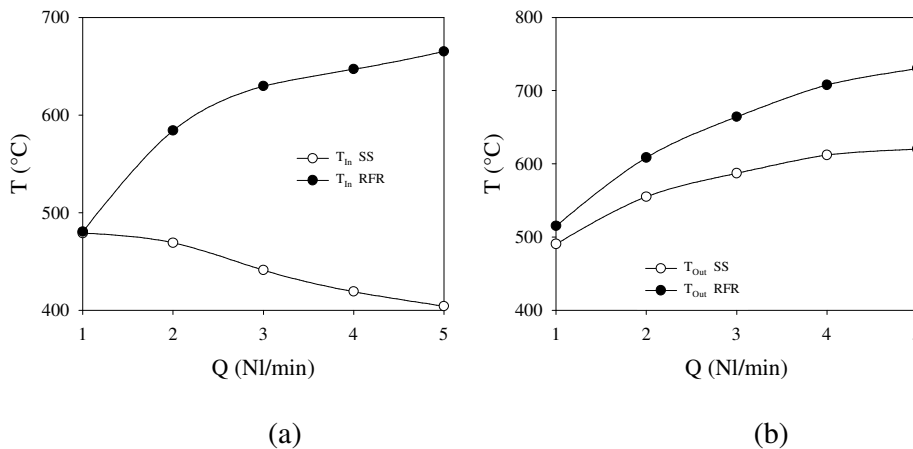 700
600
500
400
T (°C)
T_In SS
T_In RFR
1 2 3 4 5
Q (Nl/min)
(a)
800
700
600
500
400
T (°C)
T_Out SS
T_Out RFR
1 2 3 4
Q (Nl/min)
(b)